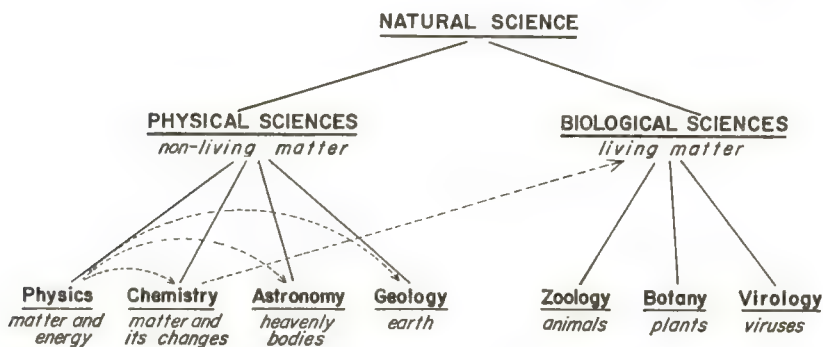 NATURAL SCIENCE
PHYSICAL SCIENCES
non-living matter
BIOLOGICAL SCIENCES
living matter
Physics
matter and
energy
Chemistry
matter and
its changes
Astronomy
heavenly
bodies
Geology
earth
Zoology
animals
Botany
plants
Virology
viruses